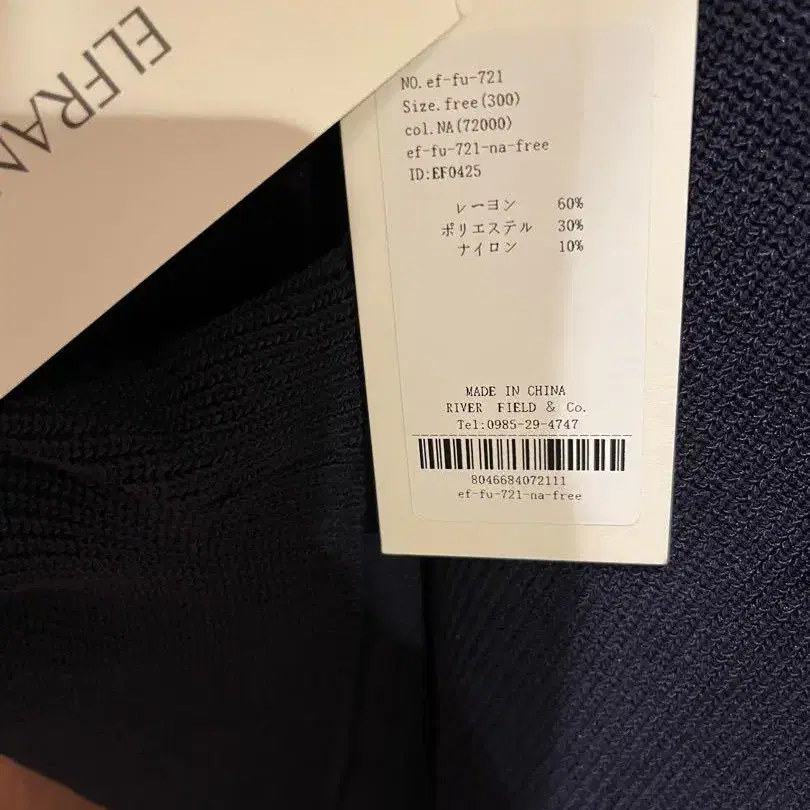 ELFRAN
NO. ef-fu-721
Size. free(300)
col. NA(72000)
ef-fu-721-na-free
ID:EF0425
レーヨン 60%
ポリエステル 30%
ナイロン 10%
MADE IN CHINA
RIVER FIELD & Co.
Tel:0985-29-4747
8046684072111
ef-fu-721-na-free